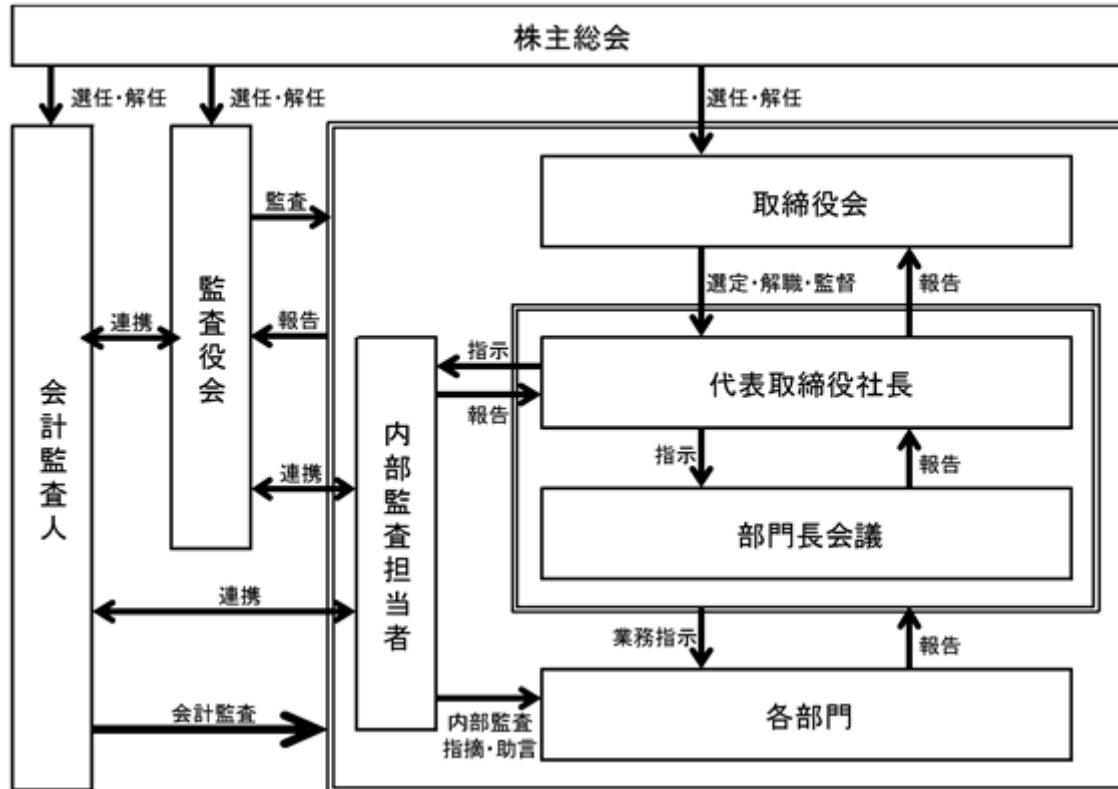 株主総会
選任・解任
選任・解任
選任・解任
取締役会
監査
監査役会
選定・解職・監督
報告
連携
報告
会計監査人
指示
代表取締役社長
報告
内部監査担当者
指示
報告
連携
部門長会議
連携
業務指示
報告
会計監査
内部監査
指摘・助言
各部門